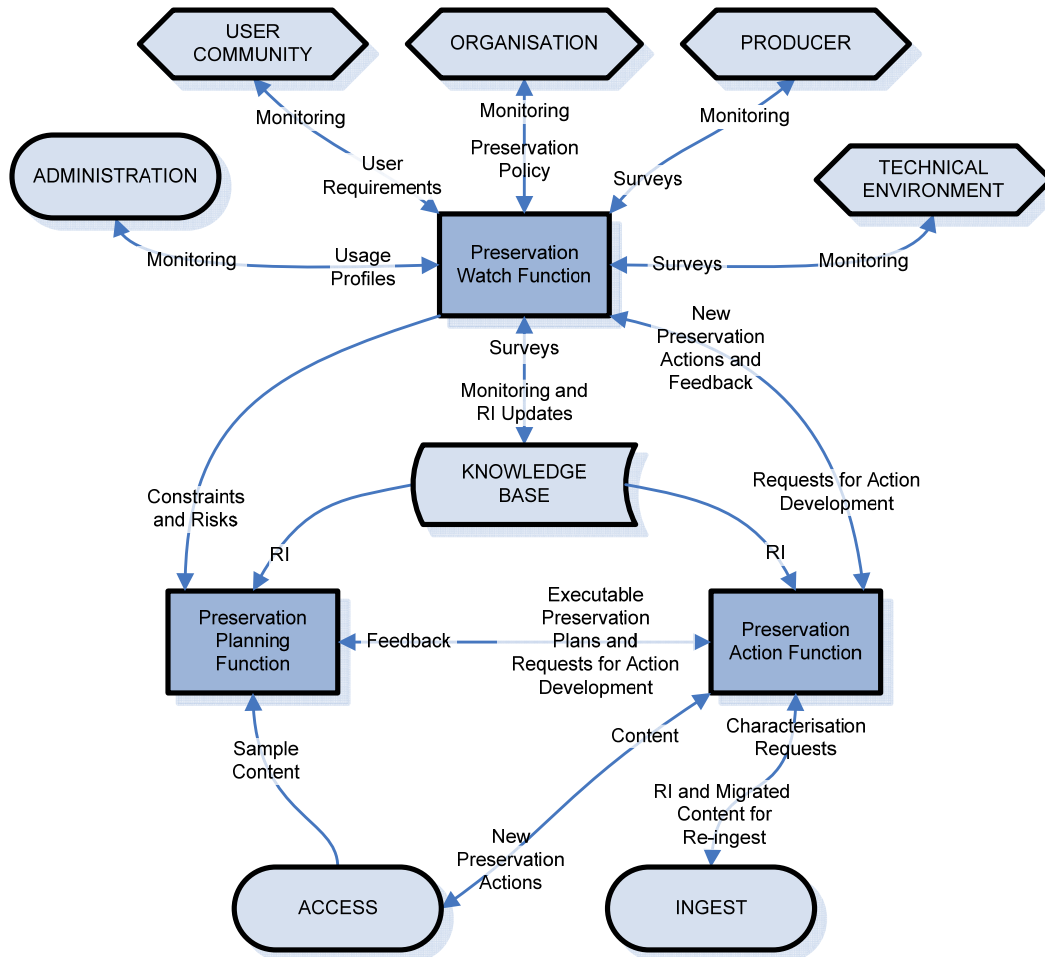 USER
COMMUNITY
ORGANISATION
PRODUCER
Monitoring
Monitoring
Monitoring
ADMINISTRATION
User
Requirements
Preservation
Policy
Surveys
TECHNICAL
ENVIRONMENT
Monitoring
Usage
Profiles
Preservation
Watch Function
Surveys
Monitoring
Surveys
Monitoring and
RI Updates
New
Preservation
Actions and
Feedback
KNOWLEDGE
BASE
Constraints
and Risks
Requests for Action
Development
RI
RI
Preservation
Planning
Function
Feedback
Executable
Preservation
Plans and
Requests for Action
Development
Preservation
Action Function
Sample
Content
Content
Characterisation
Requests
RI and Migrated
Content for
Re-ingest
New
Preservation
Actions
ACCESS
INGEST